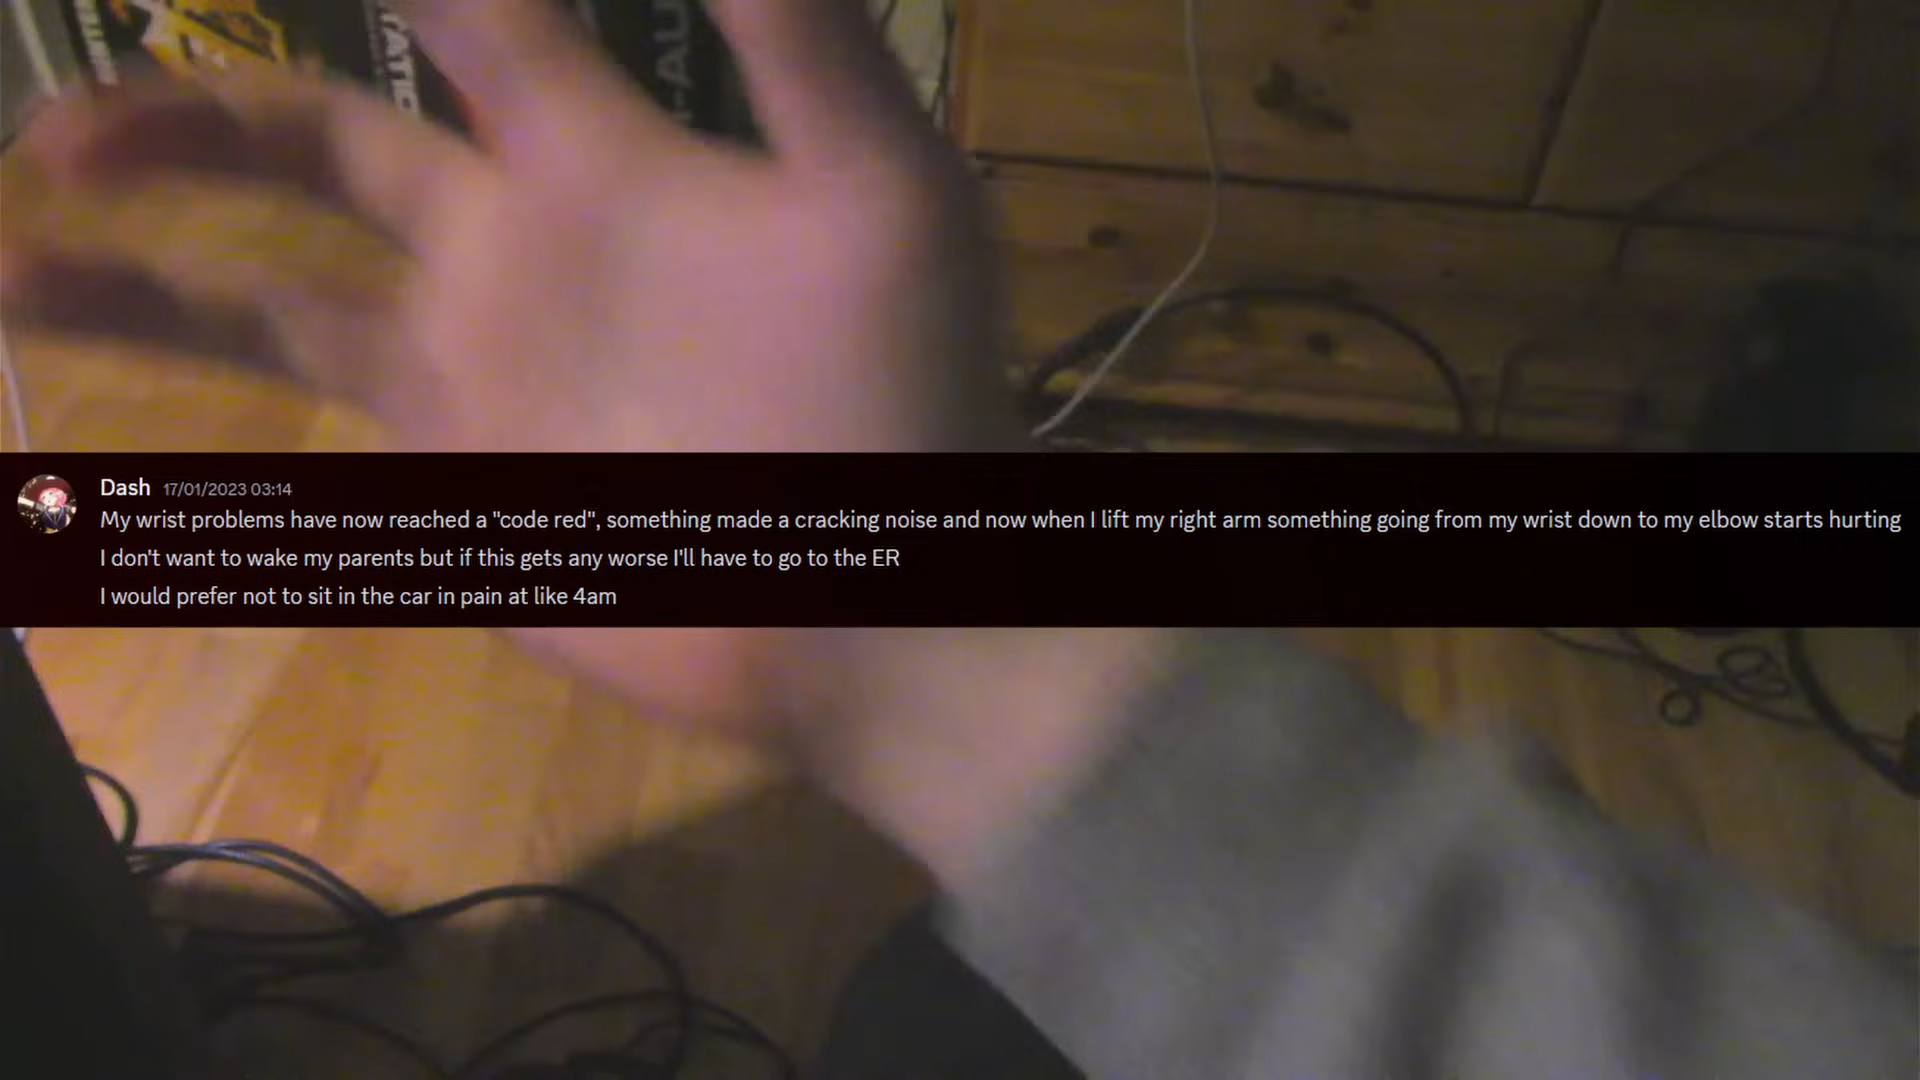 Dash 17/01/2023 03:14
My wrist problems have now reached a "code red", something made a cracking noise and now when I lift my right arm something going from my wrist down to my elbow starts hurting
I don't want to wake my parents but if this gets any worse I'll have to go to the ER
I would prefer not to sit in the car in pain at like 4am